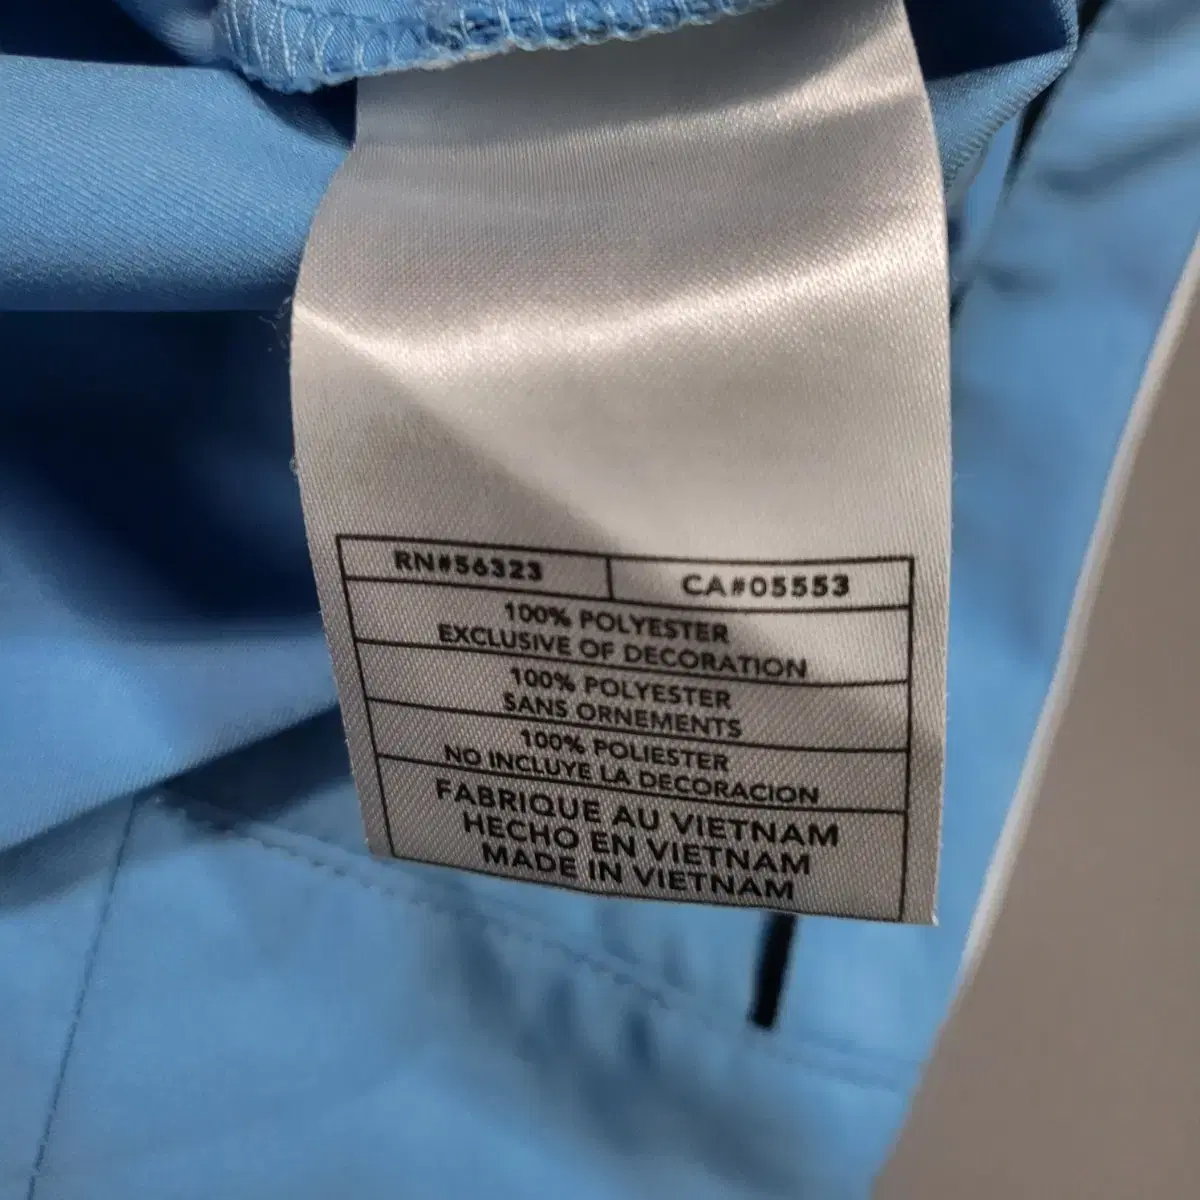 RN#56323 CA#05553
100% POLYESTER
EXCLUSIVE OF DECORATION
100% POLYESTER
SANS ORNEMENTS
100% POLIESTER
NO INCLUYE LA DECORACION
FABRIQUE AU VIETNAM
HECHO EN VIETNAM
MADE IN VIETNAM